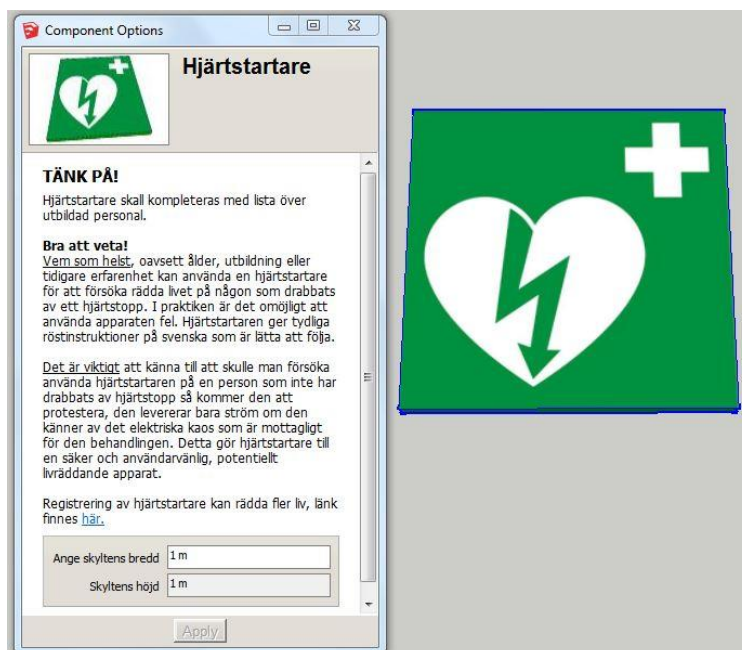 Component Options
Hjärtstartare
TÄNK PÅ!
Hjärtstartare skall kompleteras med lista över
utbildad personal.
Bra att veta!
Vem som helst, oavsett ålder, utbildning eller
tidigare erfarenhet kan använda en hjärtstartare
för att försöka rädda livet på någon som drabbats
av ett hjärtstopp. I praktiken är det omöjligt att
använda apparaten fel. Hjärtstartaren ger tydliga
röstinstruktioner på svenska som är lätta att följa.
Det är viktigt att känna till att skulle man försöka
använda hjärtstartaren på en person som inte har
drabbats av hjärtstopp så kommer den att
protestera, den levererar bara ström om den
känner av det elektriska kaos som är mottagligt
för den behandlingen. Detta gör hjärtstartare till
en säker och användarvänlig, potentiellt
livräddande apparat.
Registrering av hjärtstartare kan rädda fler liv, länk
finnes här.
Ange skyltens bredd 1 m
Skyltens höjd 1 m
Apply